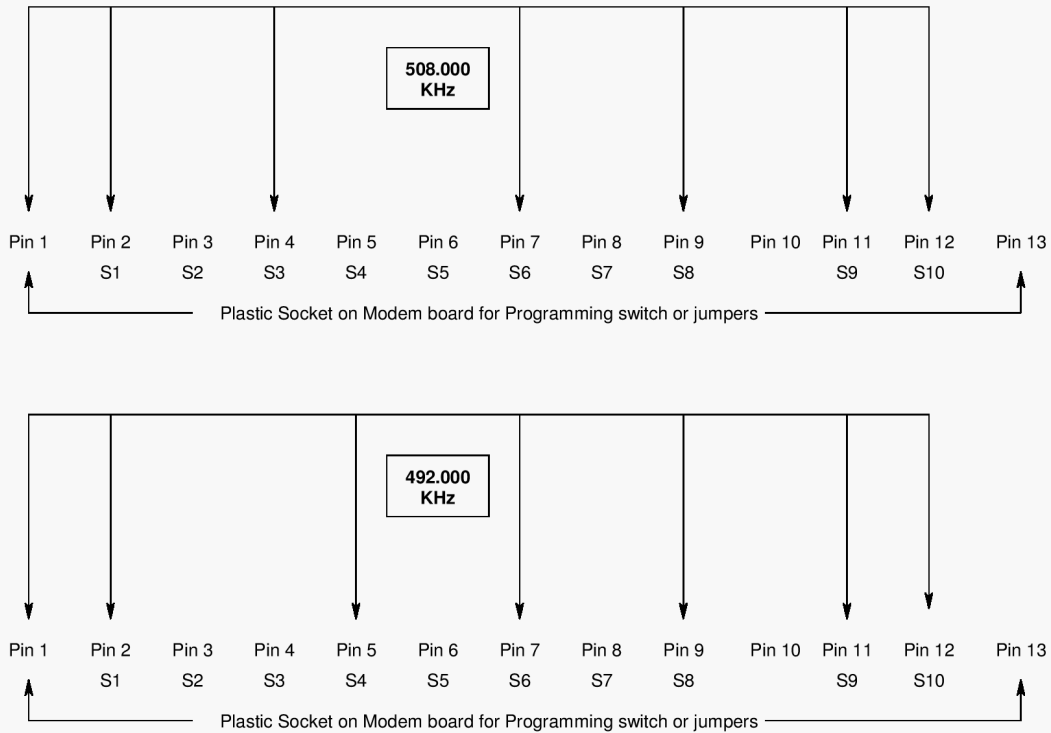 508.000
KHz
Pin 1 Pin 2 Pin 3 Pin 4 Pin 5 Pin 6 Pin 7 Pin 8 Pin 9 Pin 10 Pin 11 Pin 12 Pin 13
S1 S2 S3 S4 S5 S6 S7 S8 S9 S10
Plastic Socket on Modem board for Programming switch or jumpers
492.000
KHz
Pin 1 Pin 2 Pin 3 Pin 4 Pin 5 Pin 6 Pin 7 Pin 8 Pin 9 Pin 10 Pin 11 Pin 12 Pin 13
S1 S2 S3 S4 S5 S6 S7 S8 S9 S10
Plastic Socket on Modem board for Programming switch or jumpers